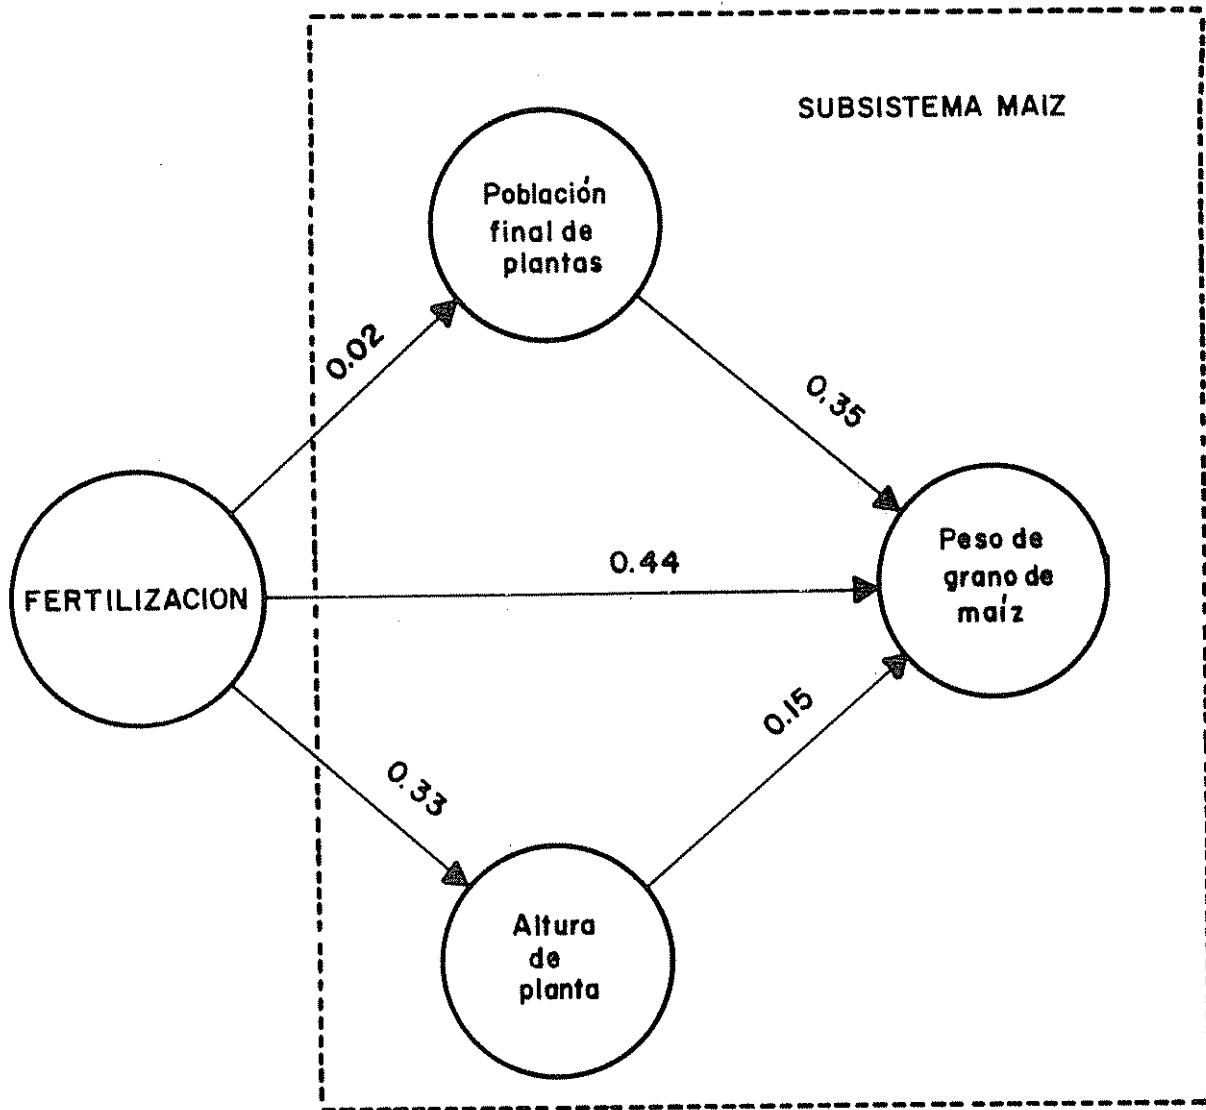 SUBSISTEMA MAIZ
Población
final de
plantas
0.02
0.35
FERTILIZACION
0.44
Peso de
grano de
maíz
0.33
0.15
Altura
de
planta